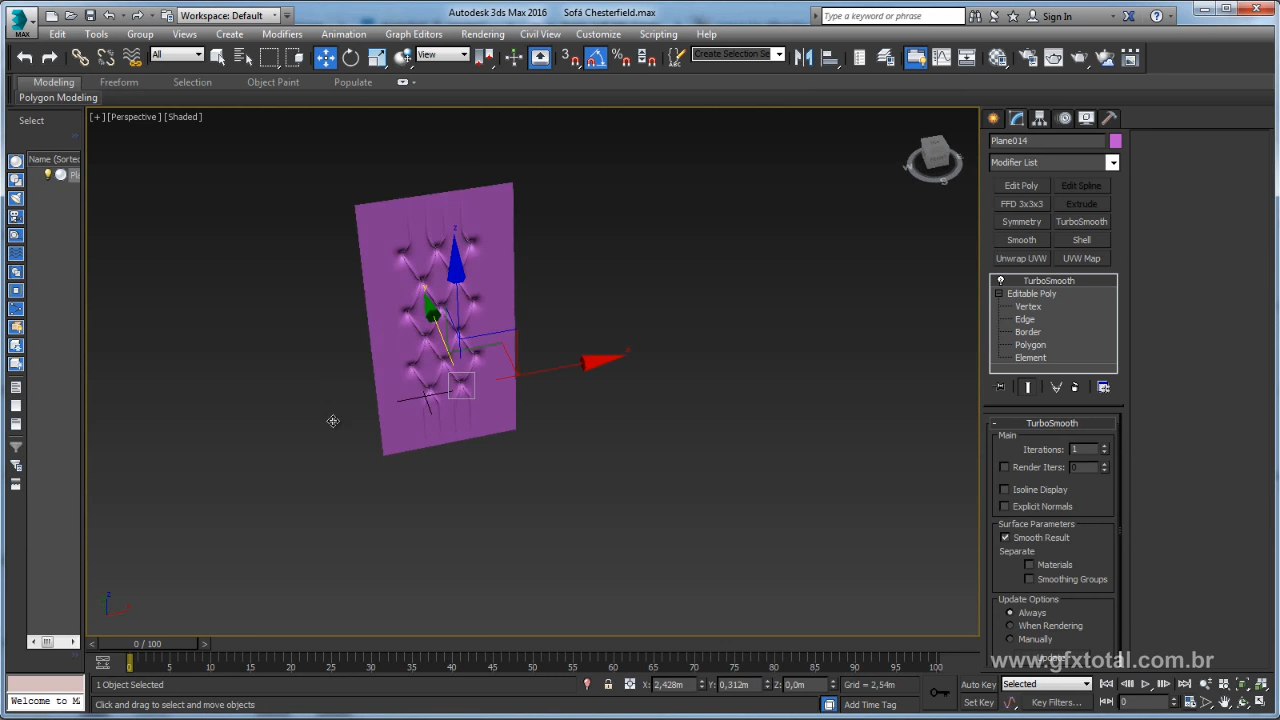 Workspace: Default
Autodesk 3ds Max 2016
Sofá Chesterfield.max
Type a keyword or phrase
Sign In
MAX
Edit
Tools
Group
Views
Create
Modifiers
Animation
Graph Editors
Rendering
Civil View
Customize
Scripting
Help
All
View
Create Selection Se
Modeling
Freeform
Selection
Object Paint
Populate
Polygon Modeling
Select
[+] [Perspective] [Shaded]
Name (Sorted
Plane014
Modifier List
Edit Poly
Edit Spline
FFD 3x3x3
Extrude
Symmetry
TurboSmooth
Smooth
Shell
Unwrap UVW
UVW Map
TurboSmooth
Editable Poly
Vertex
Edge
Border
Polygon
Element
TurboSmooth
Main
Iterations: 1
Render Iters: 0
Isoline Display
Explicit Normals
Surface Parameters
Smooth Result
Separate
Materials
Smoothing Groups
Update Options
Always
When Rendering
Manually
www.gfxtotal.com.br
0 / 100
0 5 10 15 20 25 30 35 40 45 50 55 60 65 70 75 80 85 90 95 100
1 Object Selected
X: 2,428m
Y: 0,312m
Z: 0,0m
Grid = 2,54m
Auto Key
Selected
Welcome to M
Click and drag to select and move objects
Add Time Tag
Set Key
Key Filters...
0